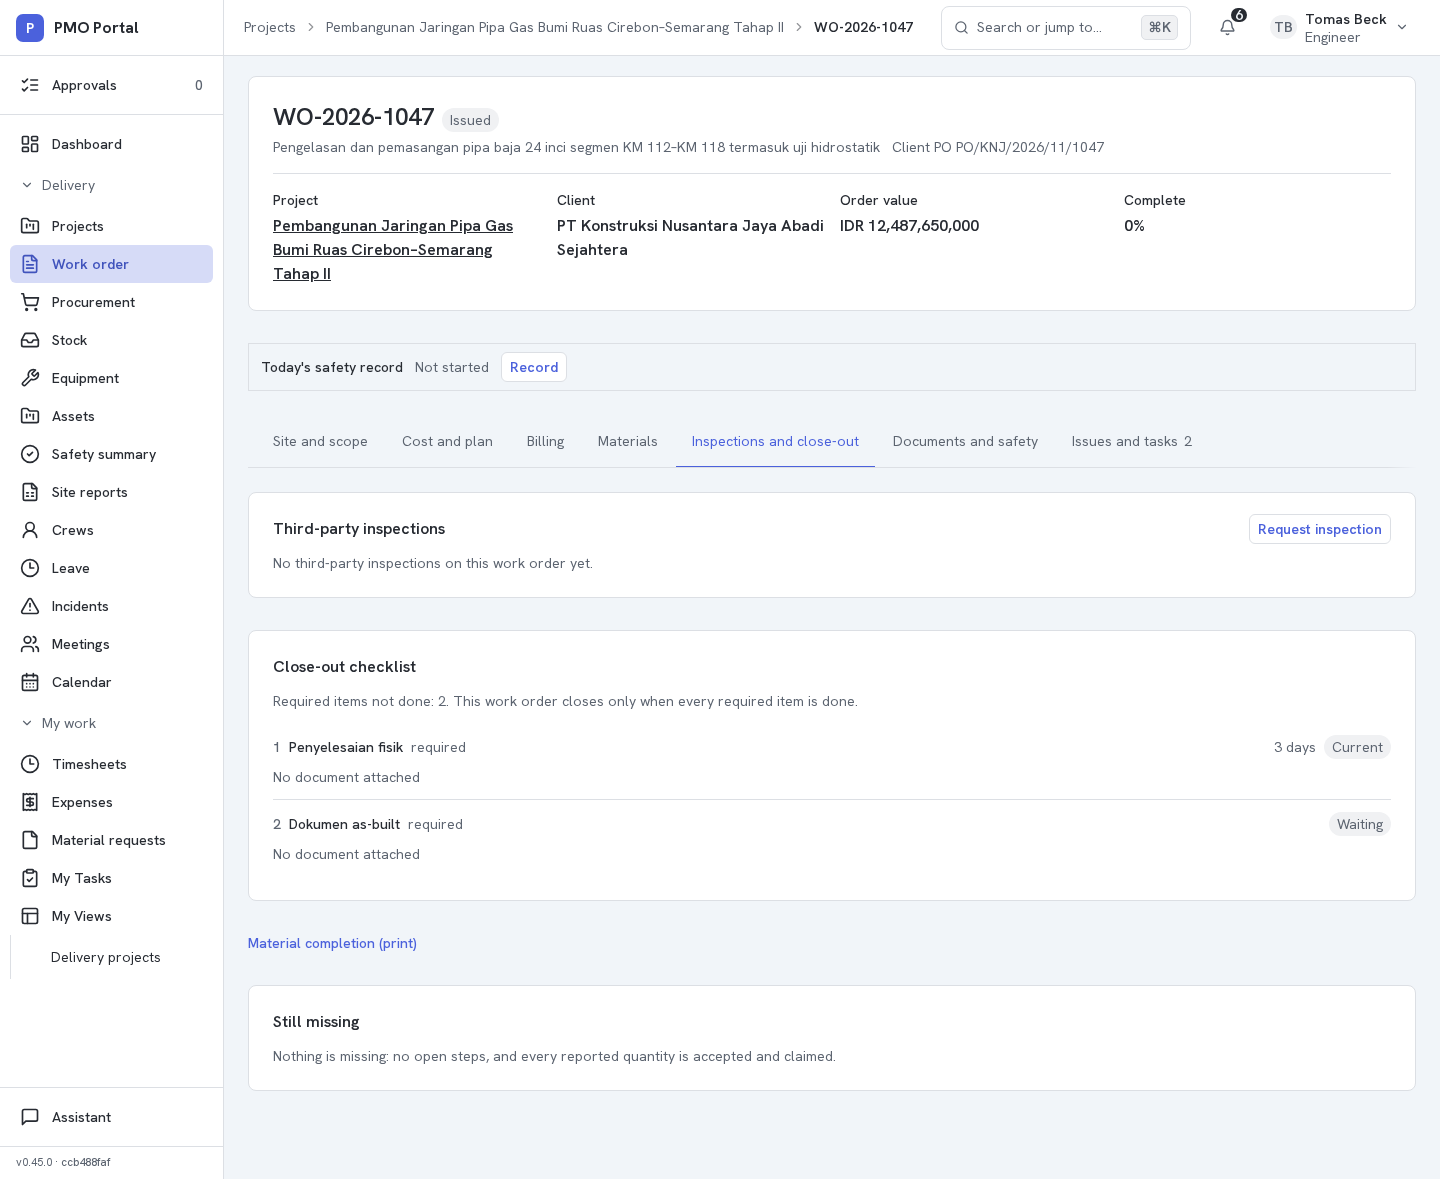 P PMO Portal
Projects > Pembangunan Jaringan Pipa Gas Bumi Ruas Cirebon–Semarang Tahap II > WO-2026-1047
Search or jump to...
⌘K
6
TB
Tomas Beck
Engineer
Approvals 0
Dashboard
Delivery
Projects
Work order
Procurement
Stock
Equipment
Assets
Safety summary
Site reports
Crews
Leave
Incidents
Meetings
Calendar
My work
Timesheets
Expenses
Material requests
My Tasks
My Views
Delivery projects
Assistant
v0.45.0 · ccb488faf
WO-2026-1047 Issued
Pengelasan dan pemasangan pipa baja 24 inci segmen KM 112–KM 118 termasuk uji hidrostatik Client PO PO/KNJ/2026/11/1047
Project
Pembangunan Jaringan Pipa Gas
Bumi Ruas Cirebon–Semarang
Tahap II
Client
PT Konstruksi Nusantara Jaya Abadi
Sejahtera
Order value
IDR 12,487,650,000
Complete
0%
Today's safety record Not started Record
Site and scope Cost and plan Billing Materials Inspections and close-out Documents and safety Issues and tasks 2
Third-party inspections Request inspection
No third-party inspections on this work order yet.
Close-out checklist
Required items not done: 2. This work order closes only when every required item is done.
1 Penyelesaian fisik required 3 days Current
No document attached
2 Dokumen as-built required Waiting
No document attached
Material completion (print)
Still missing
Nothing is missing: no open steps, and every reported quantity is accepted and claimed.